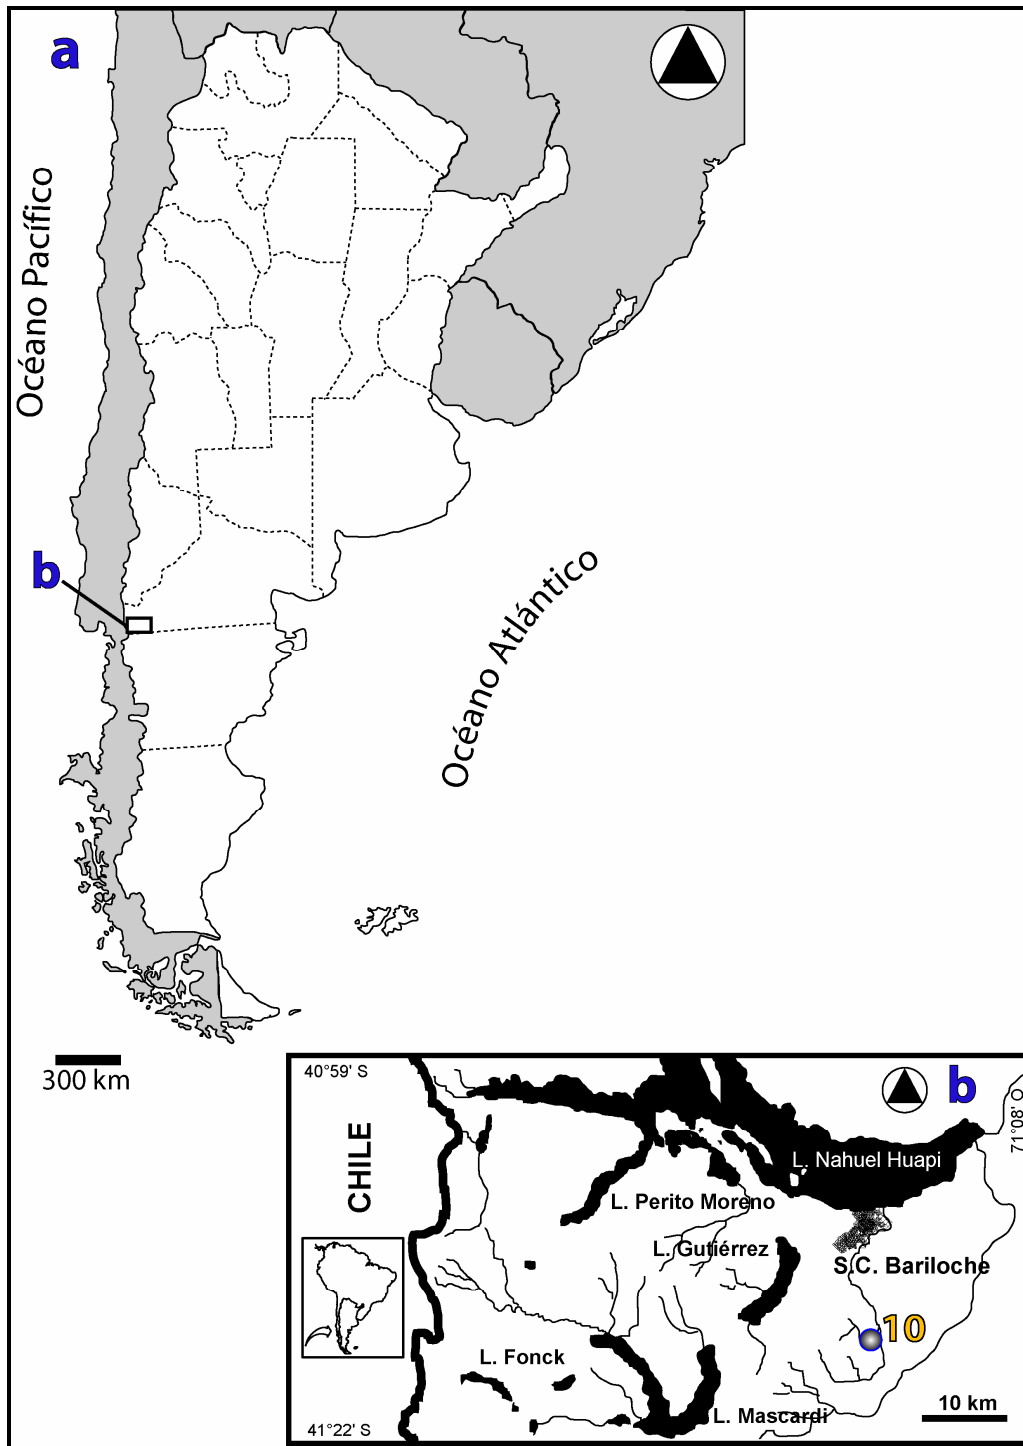 a
Océano Pacífico
b
Océano Atlántico
300 km
40°59' S
b
71°08' O
CHILE
L. Nahuel Huapi
L. Perito Moreno
L. Gutiérrez
S.C. Bariloche
10
L. Fonck
10 km
L. Mascardi
41°22' S